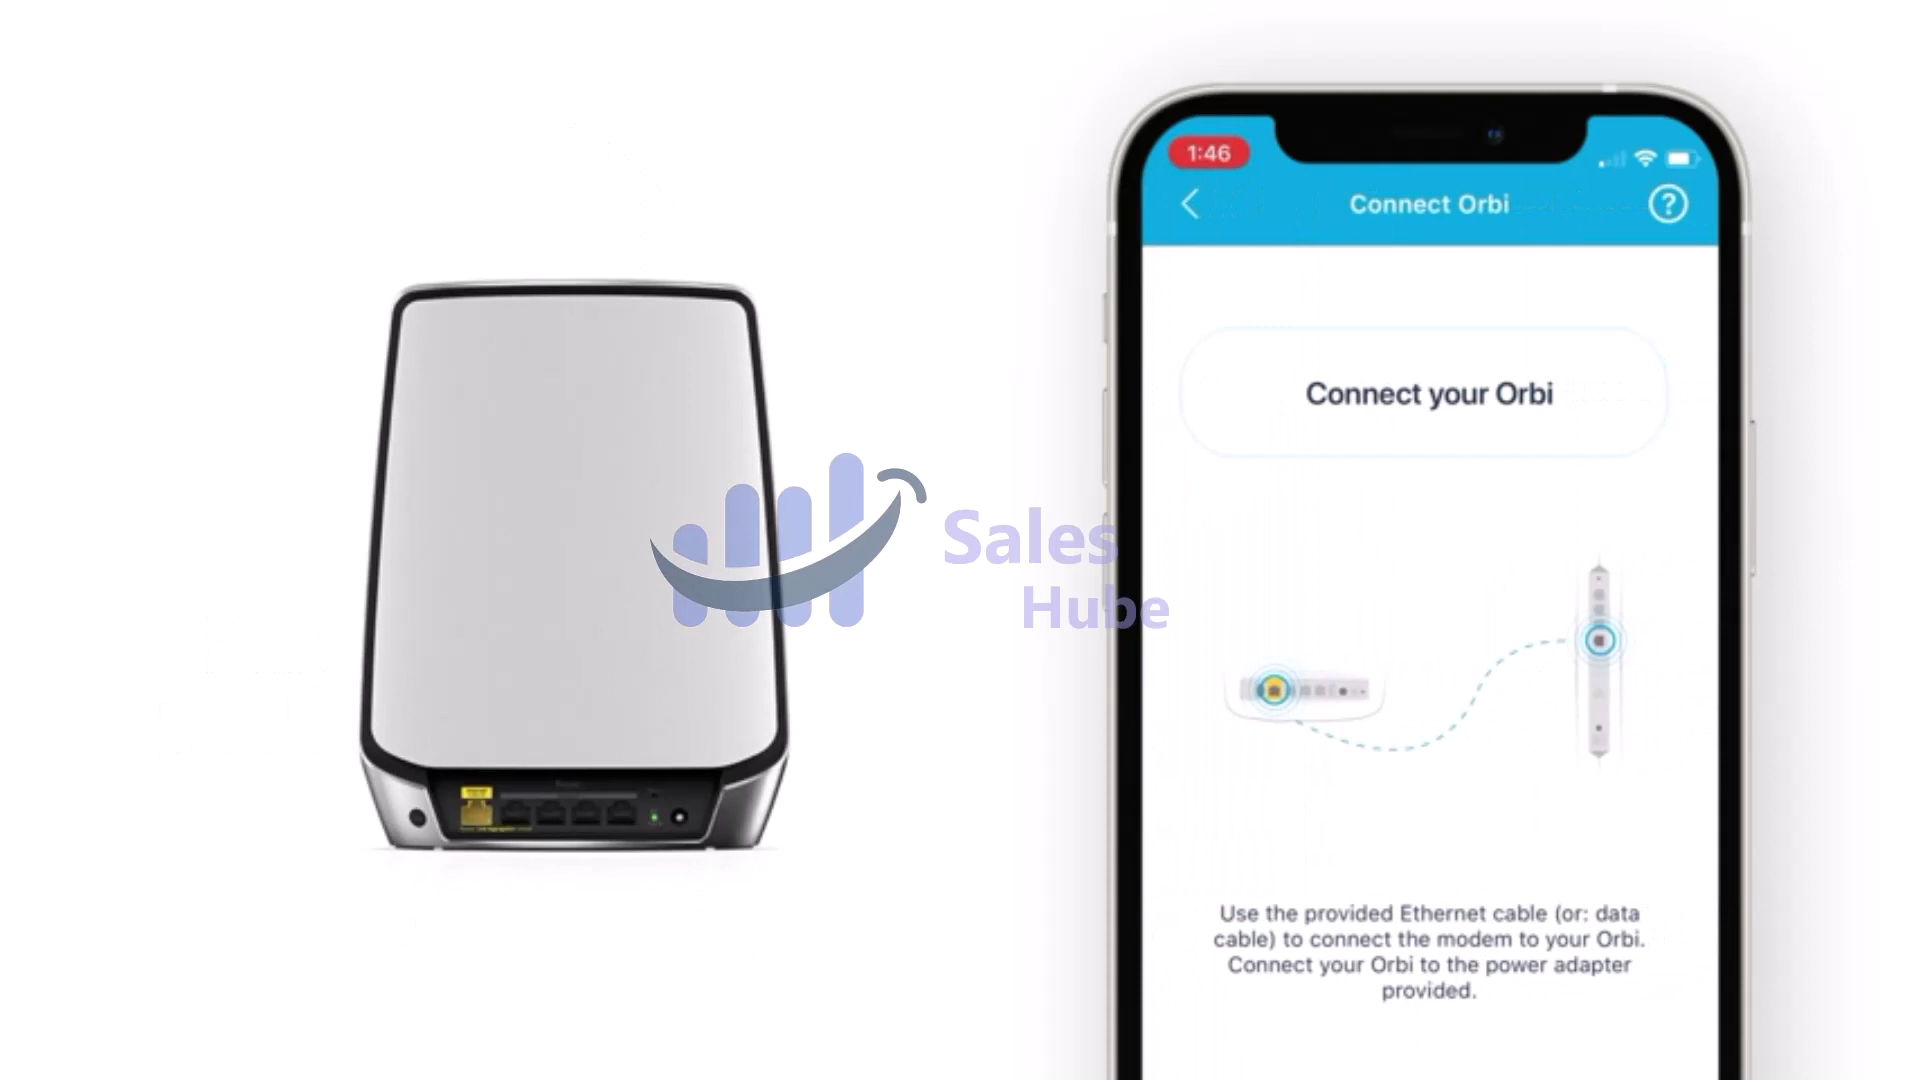 1:46
Connect Orbi
?
Connect your Orbi
Sales
Hube
Use the provided Ethernet cable (or: data
cable) to connect the modem to your Orbi.
Connect your Orbi to the power adapter
provided.